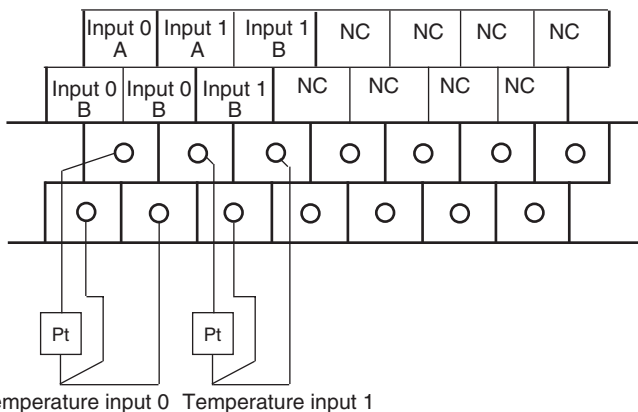 Input 0 A Input 1 A Input 1 B NC NC NC NC
Input 0 B Input 0 B Input 1 B NC NC NC NC
Pt Pt
emperature input 0 Temperature input 1